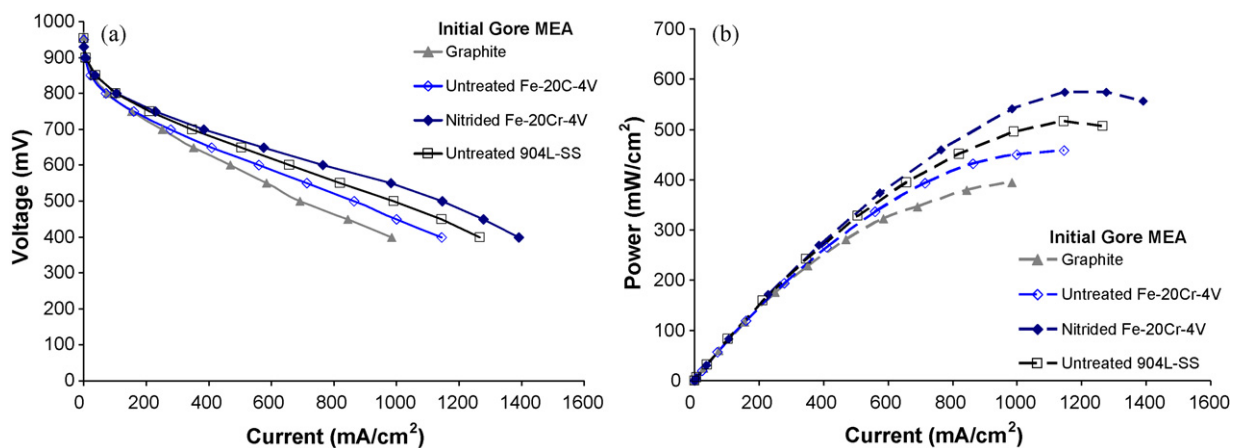 (a)
Initial Gore MEA
Graphite
Untreated Fe-20C-4V
Nitrided Fe-20Cr-4V
Untreated 904L-SS
Voltage (mV)
1000
900
800
700
600
500
400
300
200
100
0
0 200 400 600 800 1000 1200 1400 1600
Current (mA/cm²)
(b)
Power (mW/cm²)
700
600
500
400
300
200
100
0
Initial Gore MEA
Graphite
Untreated Fe-20Cr-4V
Nitrided Fe-20Cr-4V
Untreated 904L-SS
0 200 400 600 800 1000 1200 1400 1600
Current (mA/cm²)